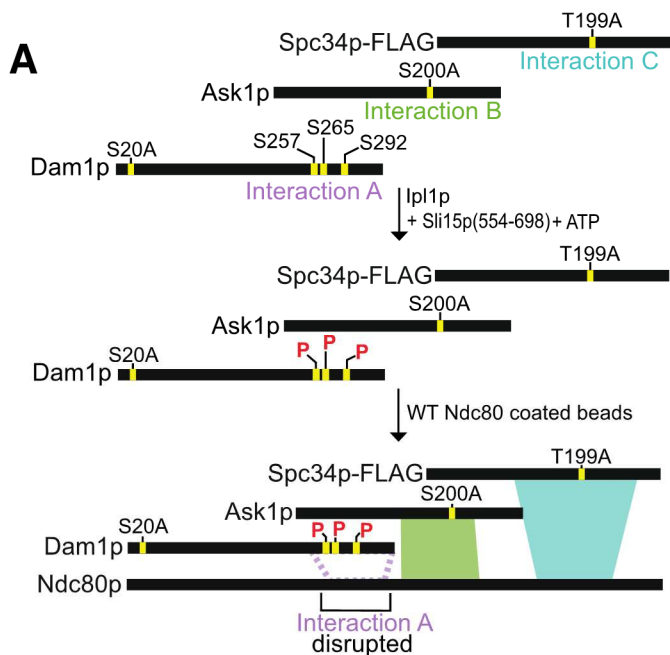 A
T199A
Spc34p-FLAG
Interaction C
S200A
Ask1p
Interaction B
S265
S257
S292
S20A
Dam1p
Interaction A
Ipl1p
+ Sli15p(554-698)+ ATP
T199A
Spc34p-FLAG
S200A
Ask1p
P P P
S20A
Dam1p
WT Ndc80 coated beads
T199A
Spc34p-FLAG
S200A
Ask1p
S20A
P P P
Dam1p
Ndc80p
Interaction A
disrupted